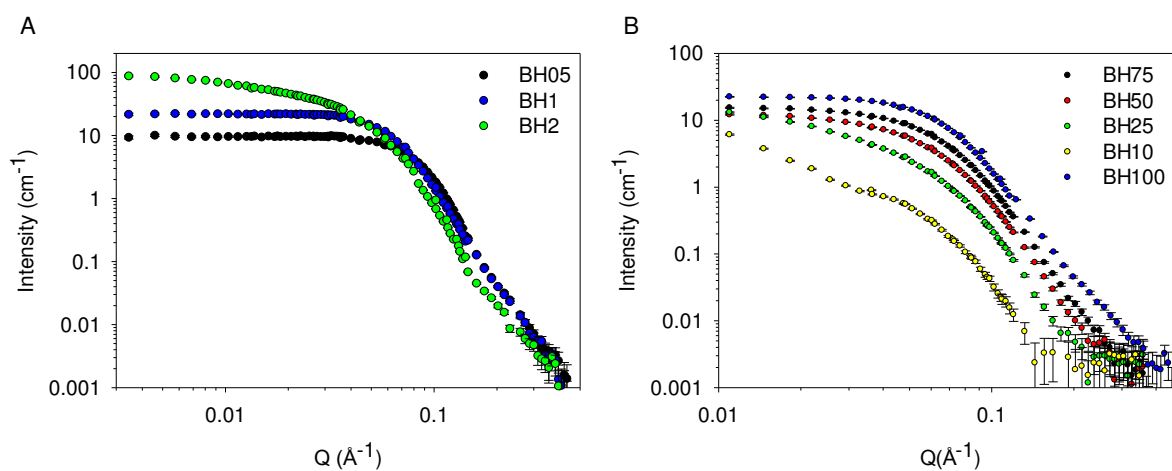 A
100
10
1
0.1
0.01
0.001
Intensity (cm-1)
0.01
0.1
Q (Å-1)
BH05
BH1
BH2
B
100
10
1
0.1
0.01
0.001
Intensity (cm-1)
0.01
0.1
Q(Å-1)
BH75
BH50
BH25
BH10
BH100